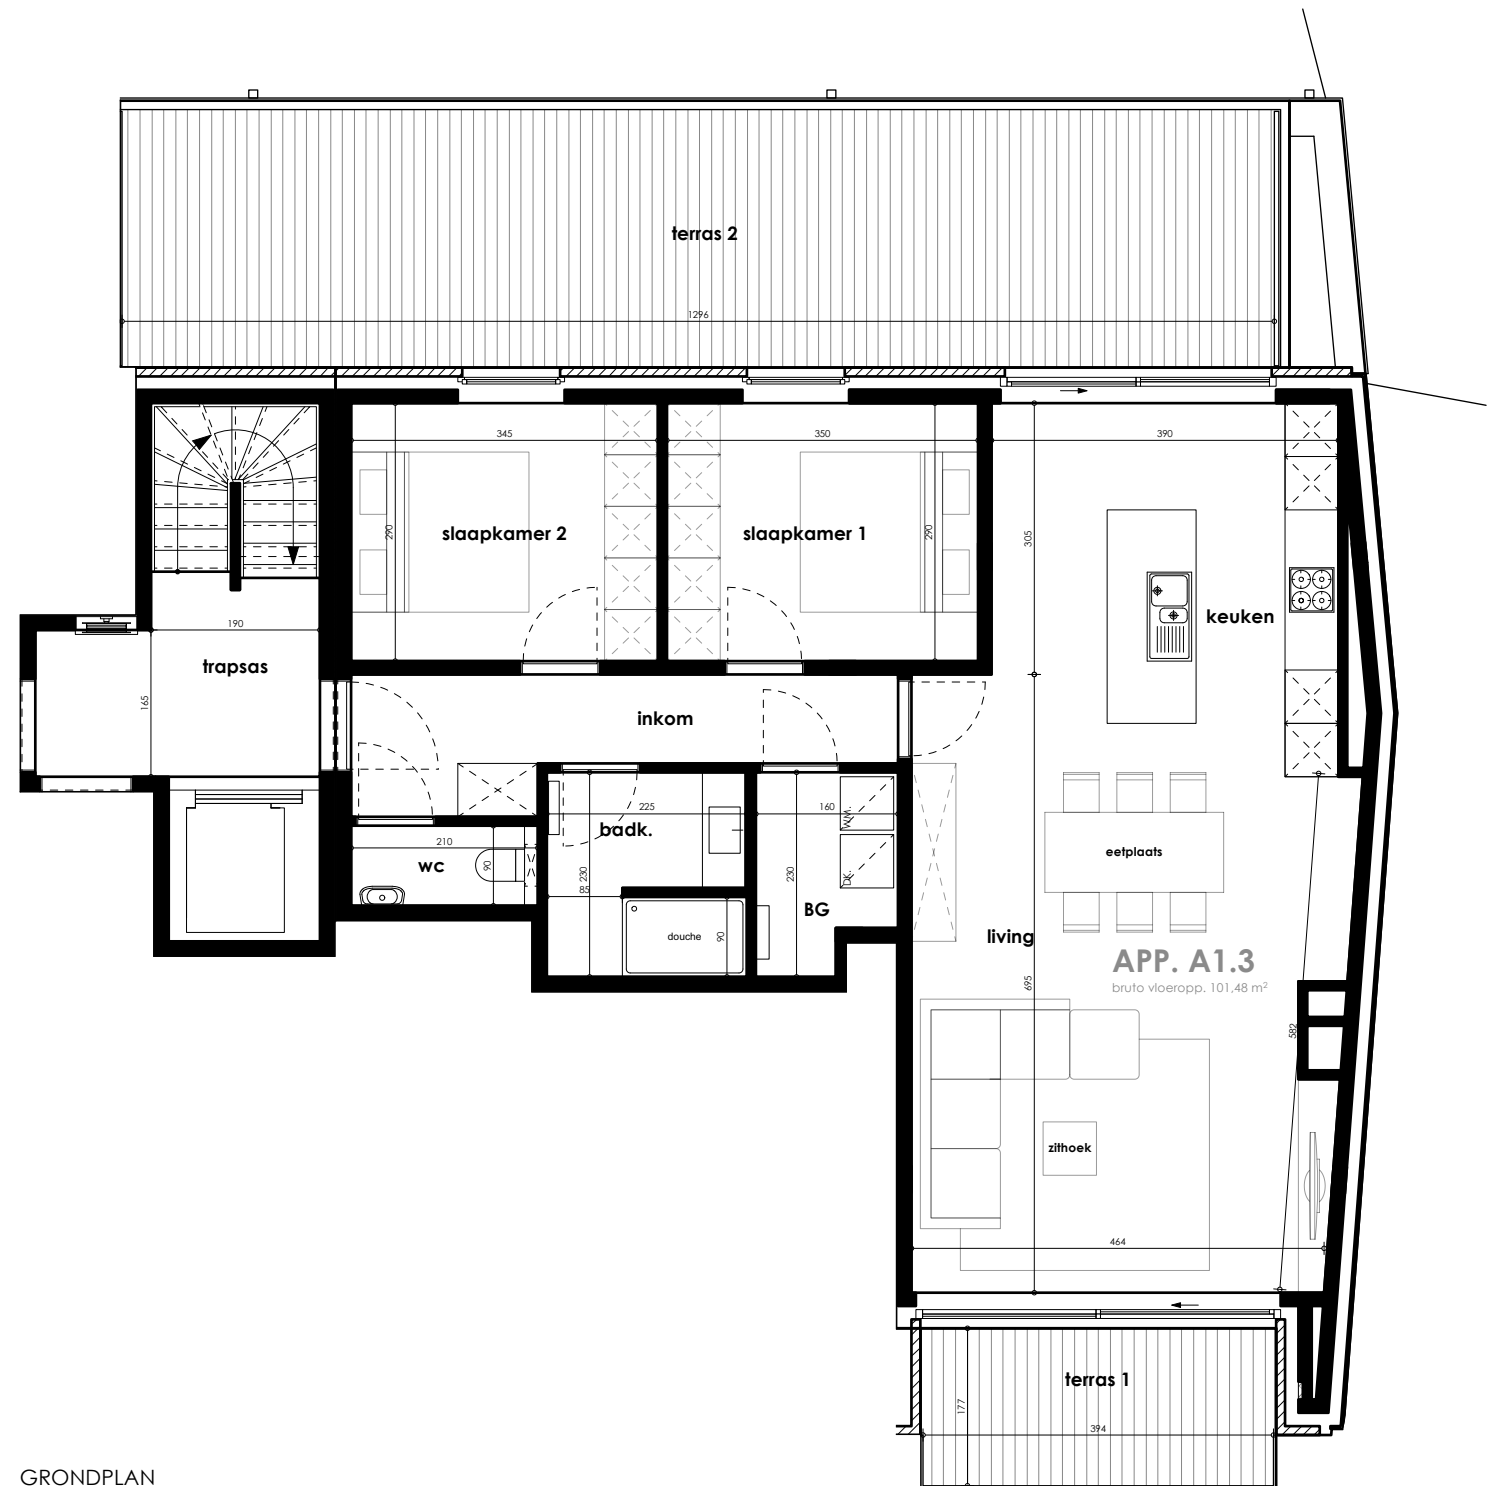 terras 2
1296
345
350
390
slaapkamer 2
slaapkamer 1
290
290
305
keuken
190
trapsas
165
inkom
225
160
badk.
W.M.
210
wc
90
230
85
230
DK.
eetplaats
BG
douche
90
living
APP. A1.3
bruto vloeropp. 101,48 m²
695
582
zithoek
464
terras 1
177
394
GRONDPLAN